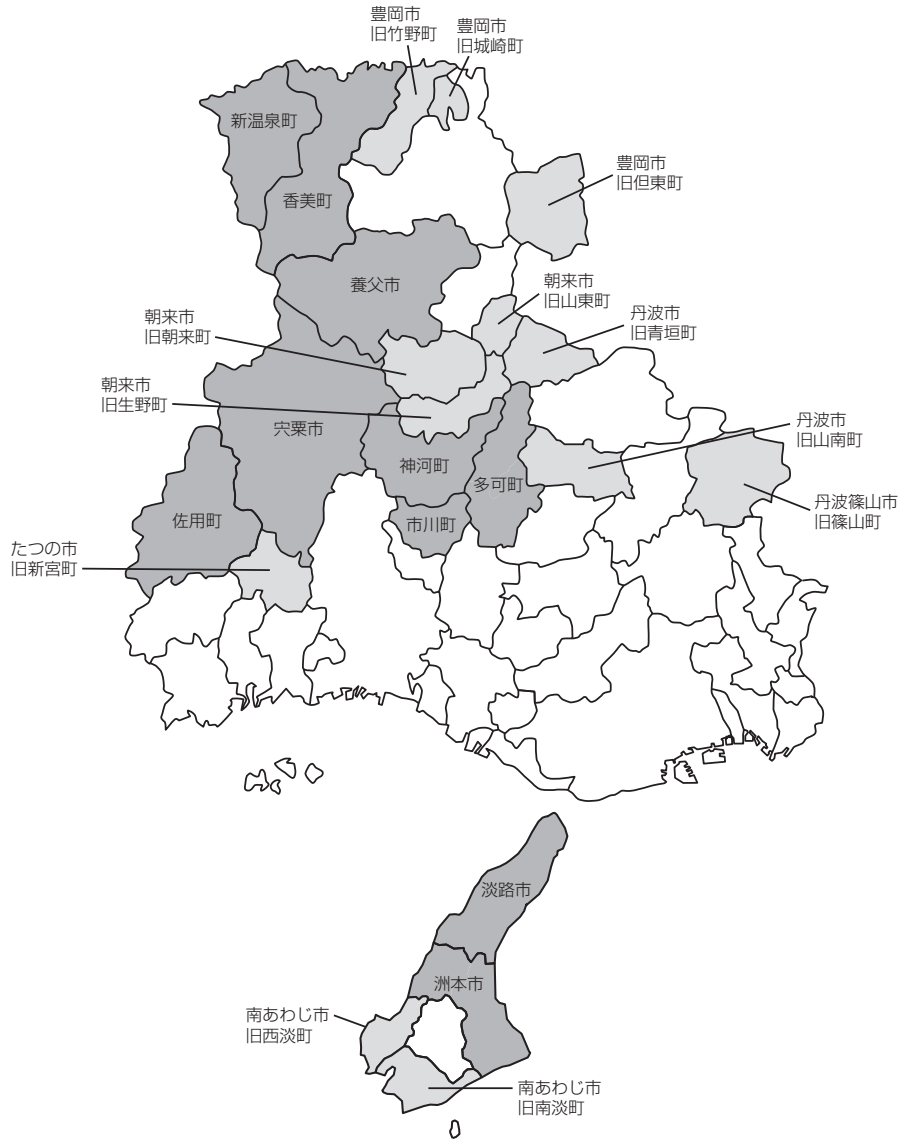 豊岡市
旧竹野町
豊岡市
旧城崎町
新温泉町
豊岡市
旧但東町
香美町
養父市
朝来市
旧山東町
朝来市
旧朝来町
丹波市
旧青垣町
朝来市
旧生野町
宍粟市
丹波市
旧山南町
神河町
多可町
丹波篠山市
旧篠山町
佐用町
市川町
たつの市
旧新宮町
淡路市
洲本市
南あわじ市
旧西淡町
南あわじ市
旧南淡町